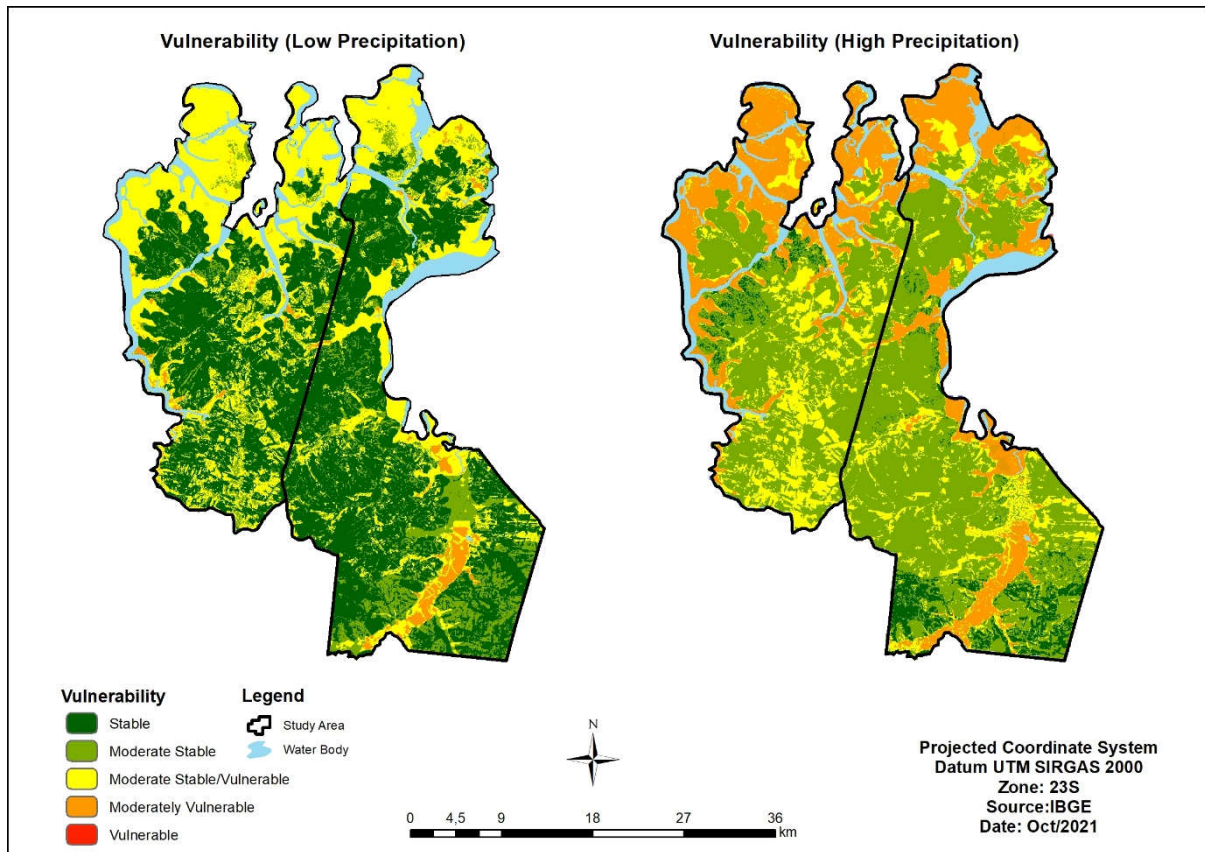 Vulnerability (Low Precipitation)
Vulnerability (High Precipitation)
Vulnerability
Stable
Moderate Stable
Moderate Stable/Vulnerable
Moderately Vulnerable
Vulnerable
Legend
Study Area
Water Body
N
0 4,5 9 18 27 36
km
Projected Coordinate System
Datum UTM SIRGAS 2000
Zone: 23S
Source:IBGE
Date: Oct/2021